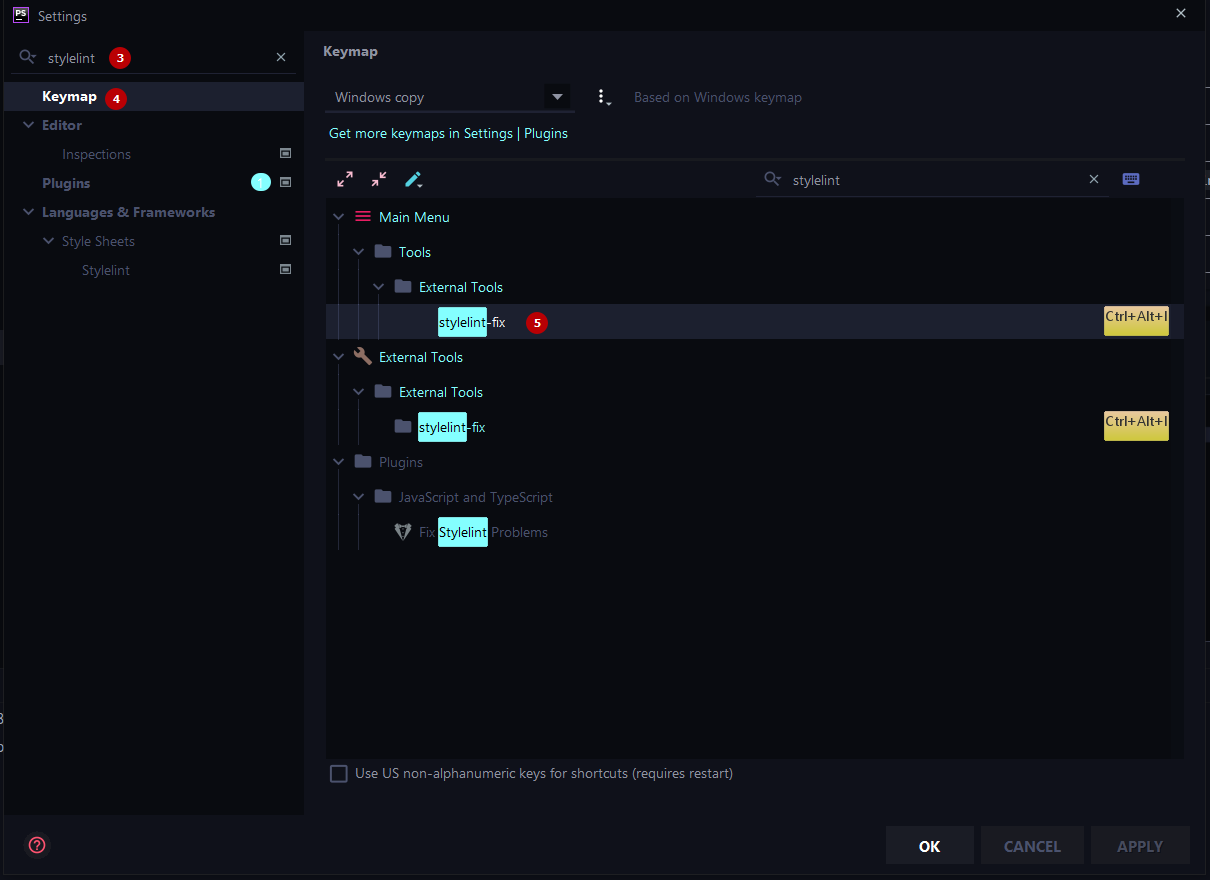 PS Settings
stylelint 3
Keymap 4
Editor
Inspections
Plugins 1
Languages & Frameworks
Style Sheets
Stylelint
Keymap
Windows copy
Based on Windows keymap
Get more keymaps in Settings | Plugins
stylelint
Main Menu
Tools
External Tools
stylelint-fix 5 Ctrl+Alt+I
External Tools
External Tools
stylelint-fix Ctrl+Alt+I
Plugins
JavaScript and TypeScript
Fix Stylelint Problems
Use US non-alphanumeric keys for shortcuts (requires restart)
?
OK CANCEL APPLY